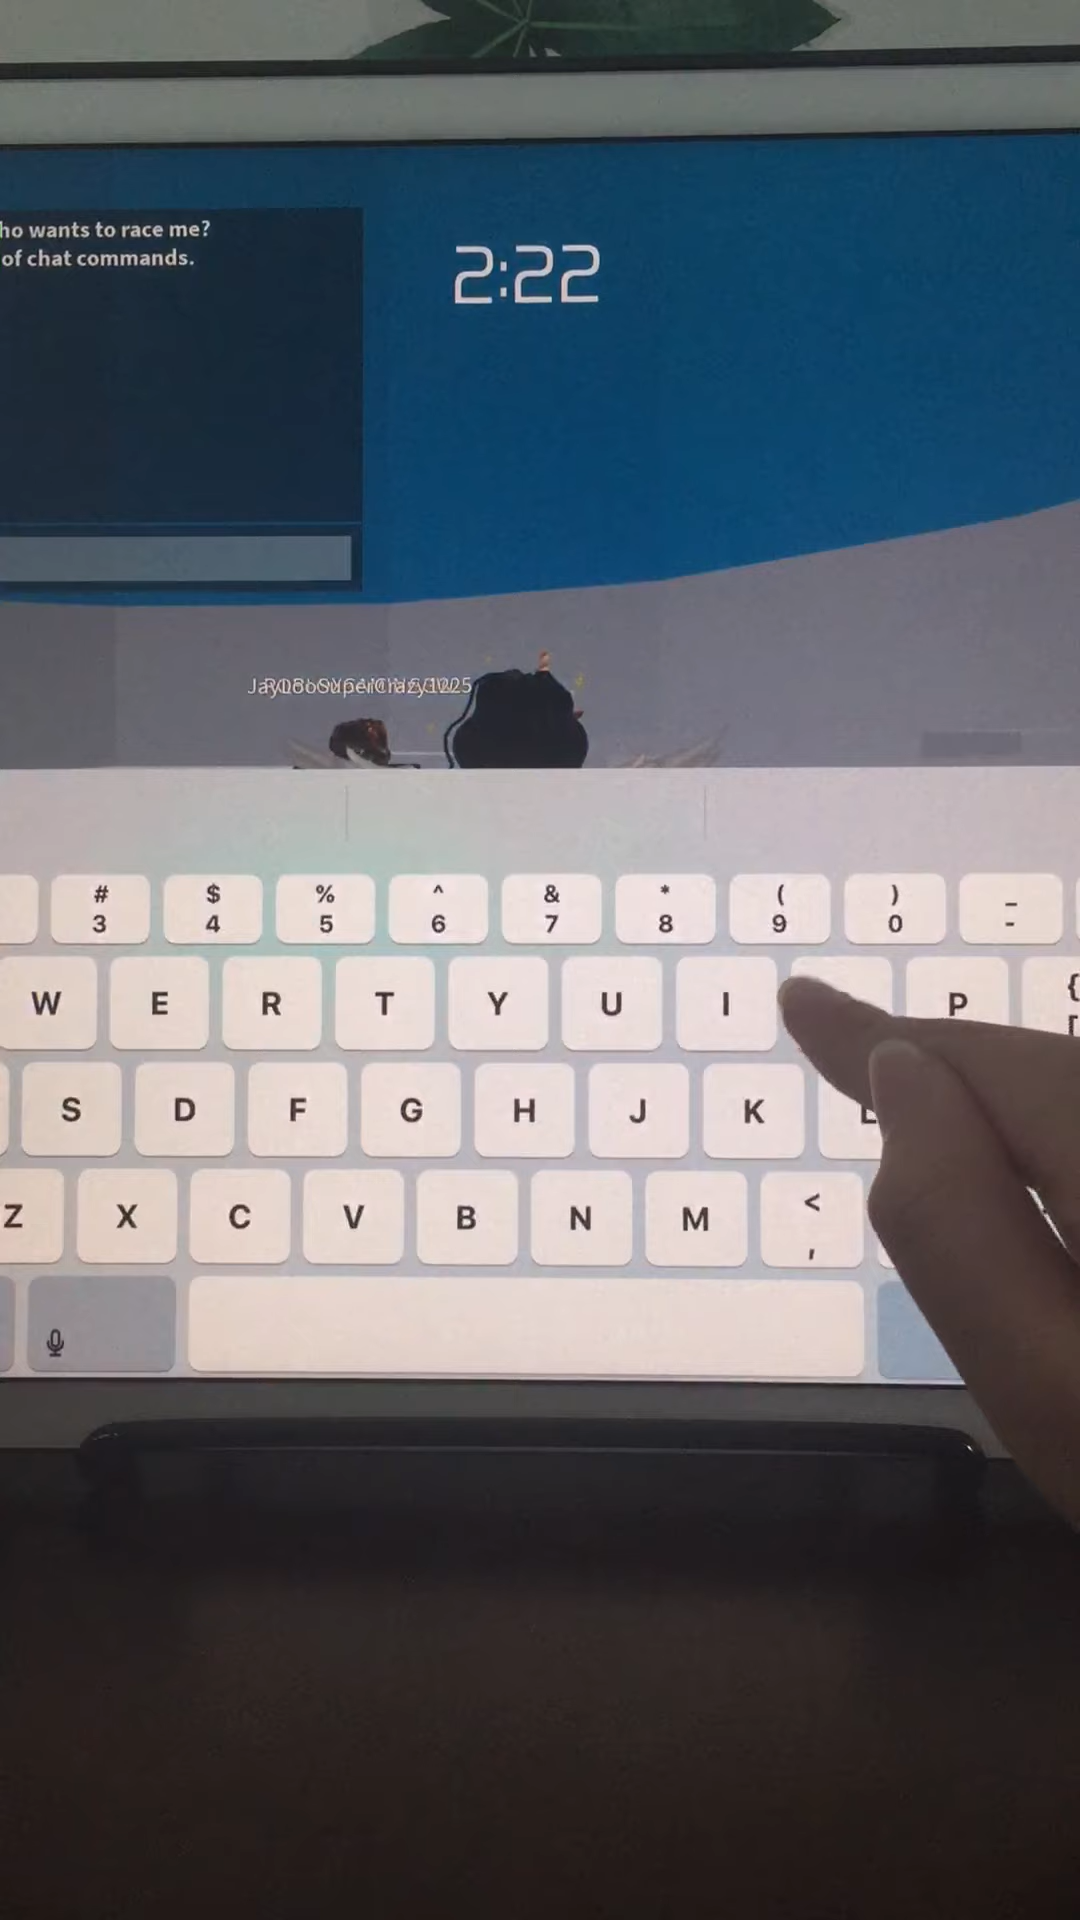 ho wants to race me?
of chat commands.
2:22
# $ % ^ & * ( ) _
3 4 5 6 7 8 9 0 -
W E R T Y U I P {
[
S D F G H J K L
Z X C V B N M <
,